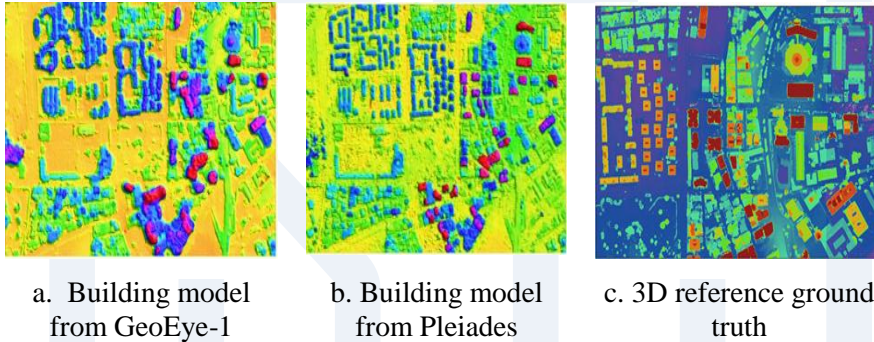 a. Building model
from GeoEye-1
b. Building model
from Pleiades
c. 3D reference ground
truth